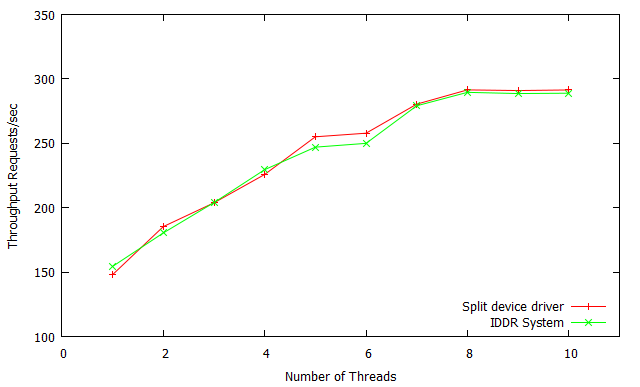 350
300
250
200
150
100
Throughput Requests/sec
Split device driver
IDDR System
0 2 4 6 8 10
Number of Threads